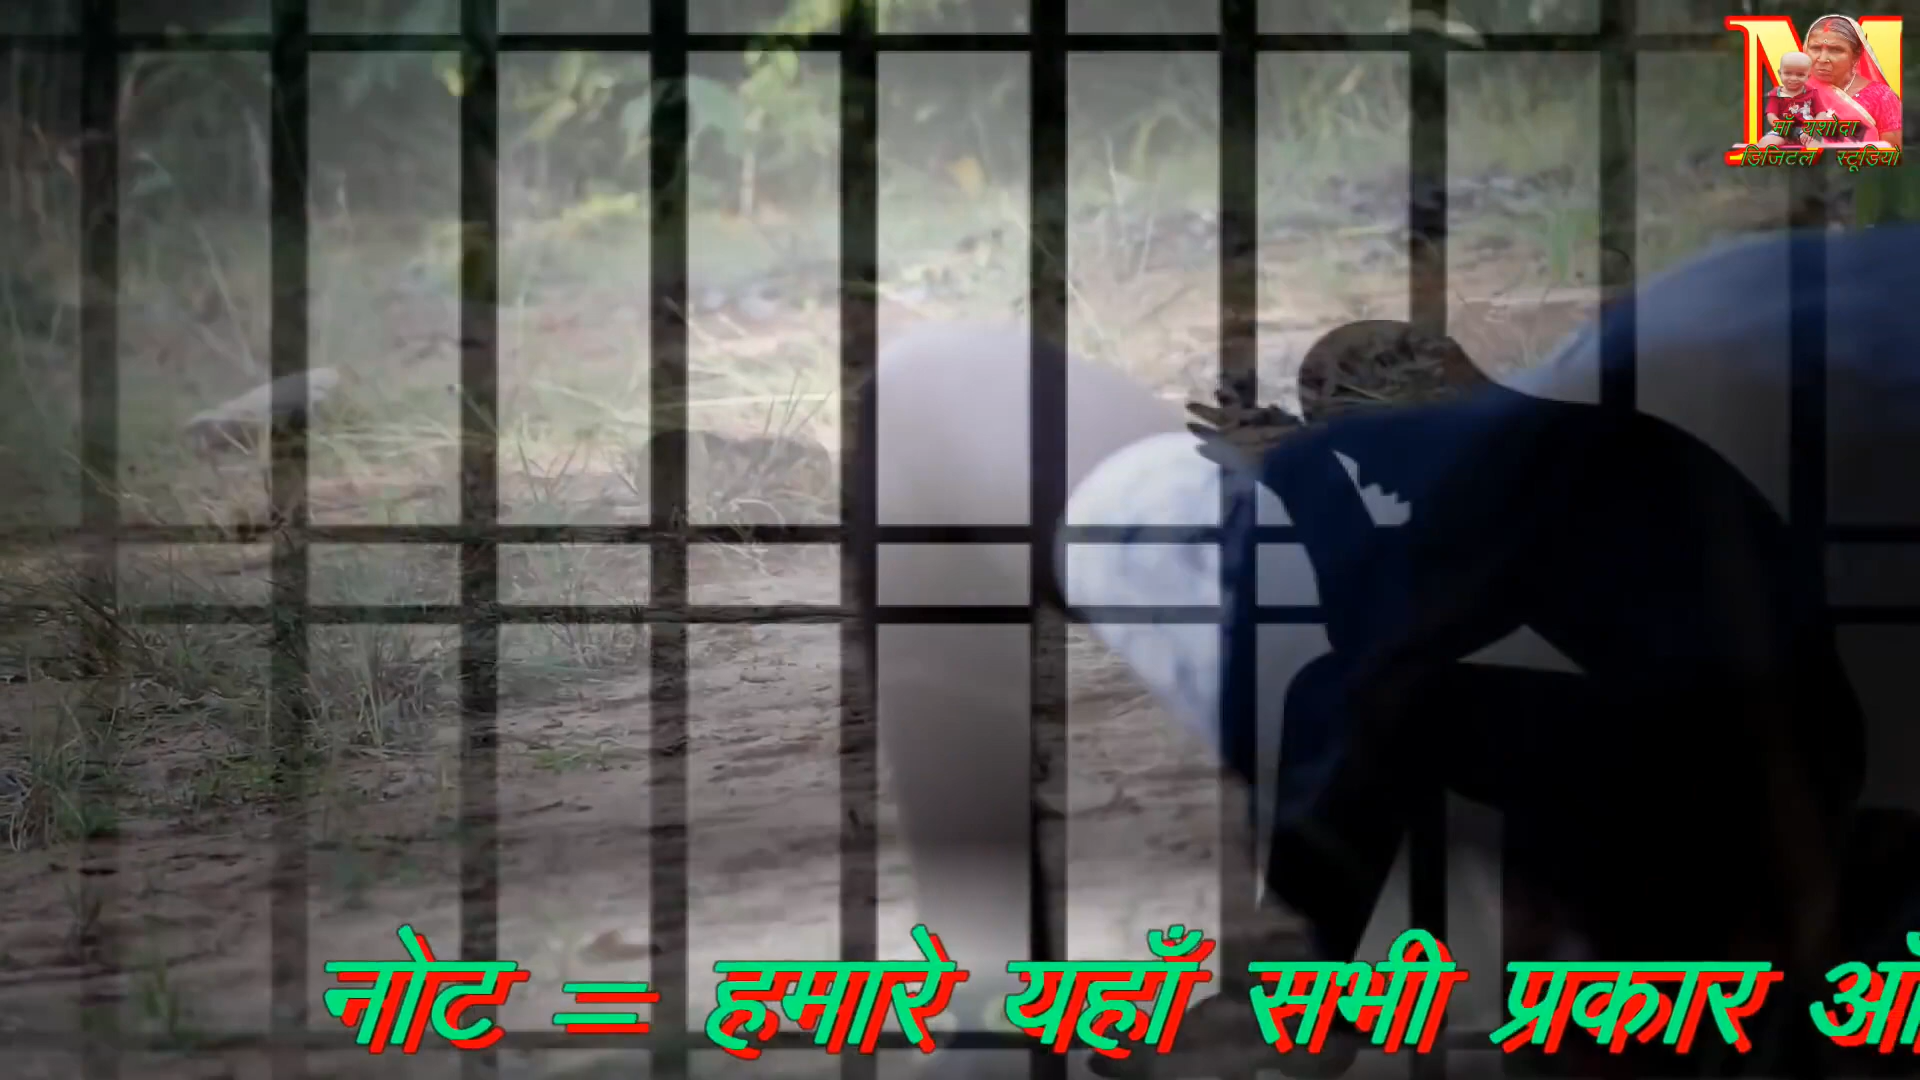 माँ यशोदा
डिजिटल स्टूडियो
नोट = हमारे यहाँ सभी प्रकार